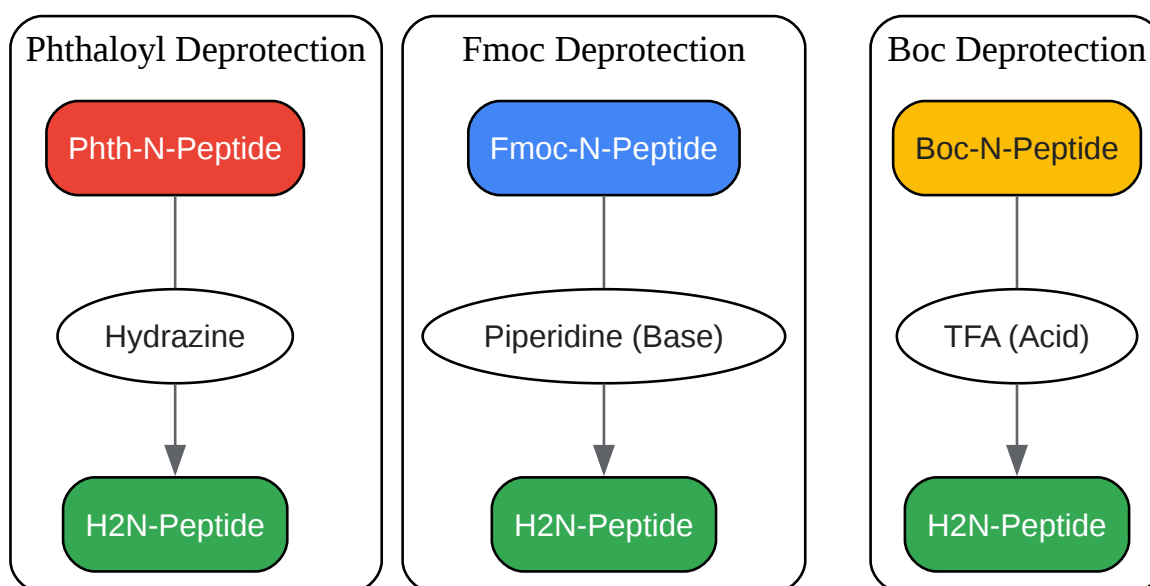 Phthaloyl Deprotection
Phth-N-Peptide
Hydrazine
H2N-Peptide
Fmoc Deprotection
Fmoc-N-Peptide
Piperidine (Base)
H2N-Peptide
Boc Deprotection
Boc-N-Peptide
TFA (Acid)
H2N-Peptide